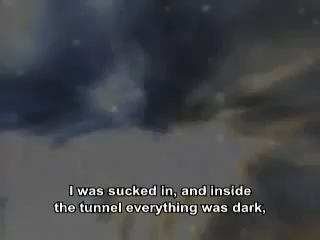 I was sucked in, and inside
the tunnel everything was dark,